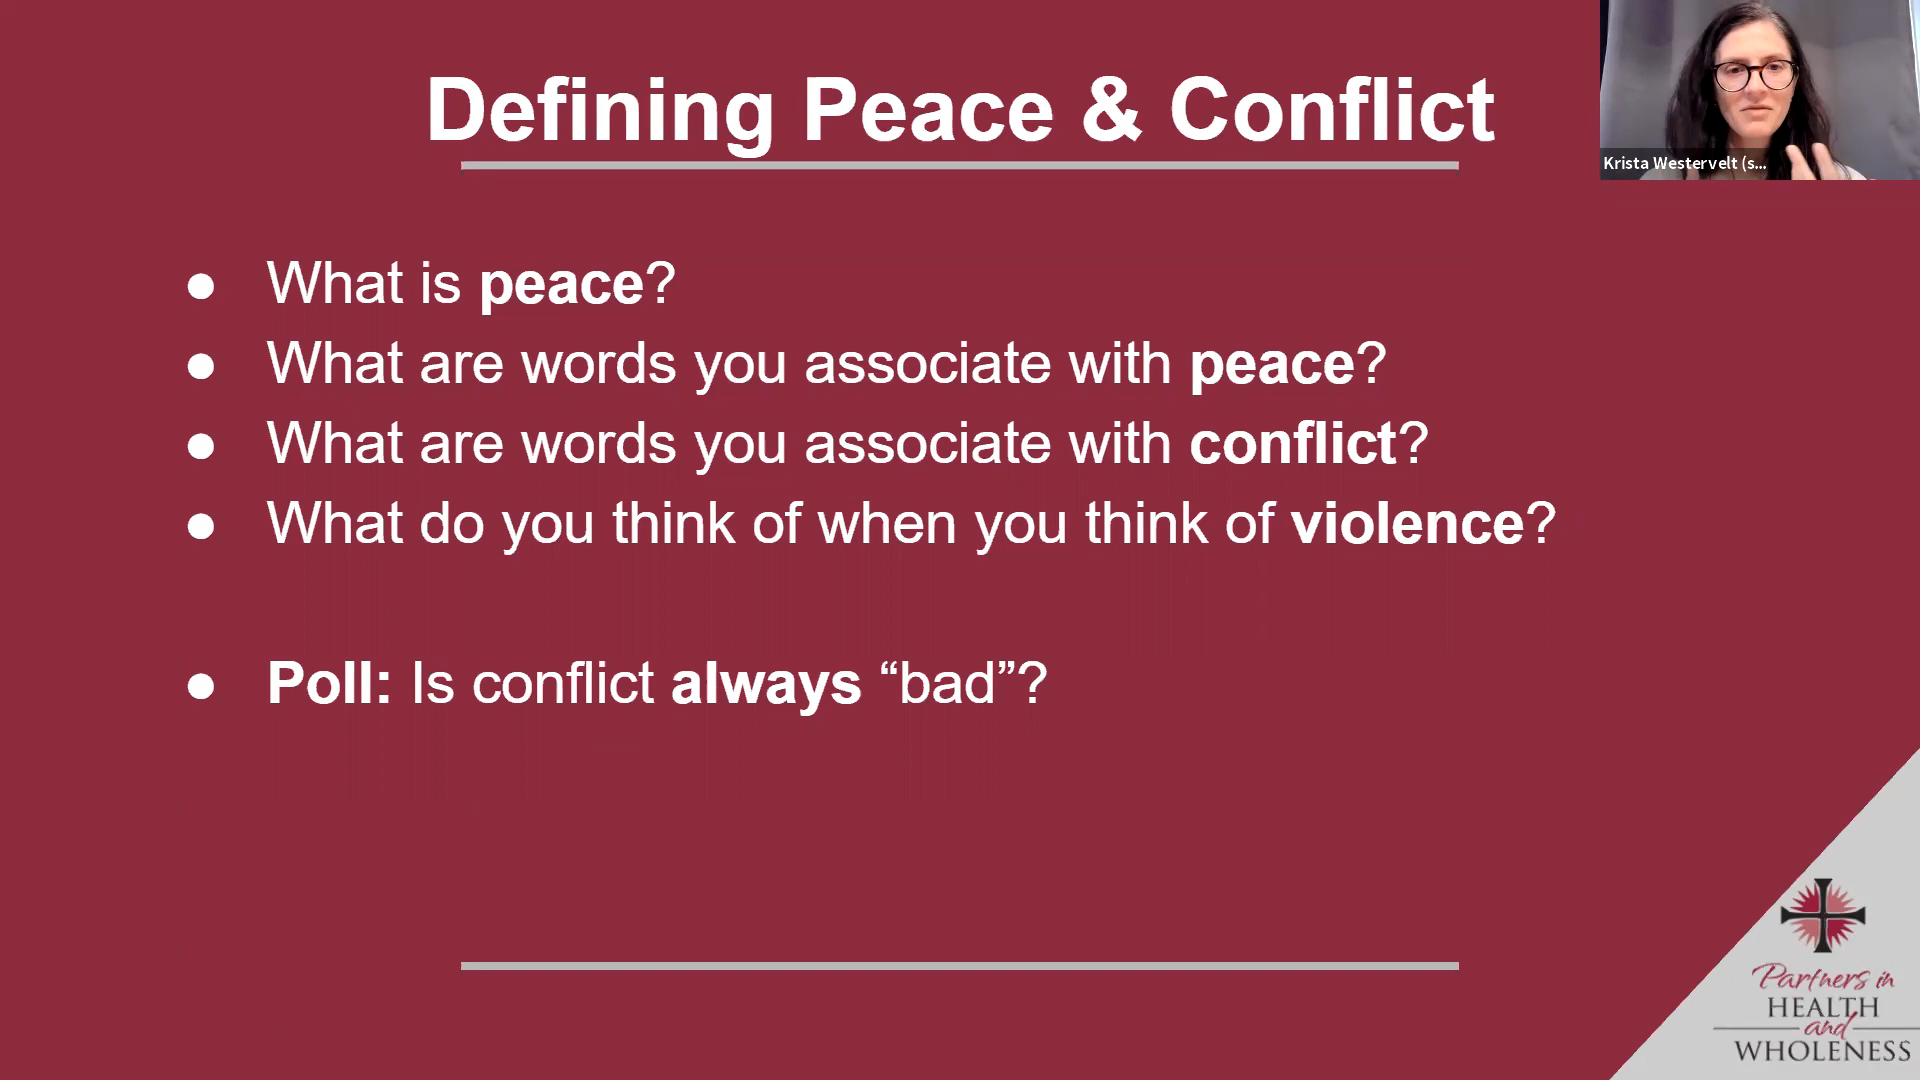 Defining Peace & Conflict
Krista Westervelt (s...
● What is peace?
● What are words you associate with peace?
● What are words you associate with conflict?
● What do you think of when you think of violence?
● Poll: Is conflict always “bad”?
Partners in
HEALTH
and
WHOLENESS